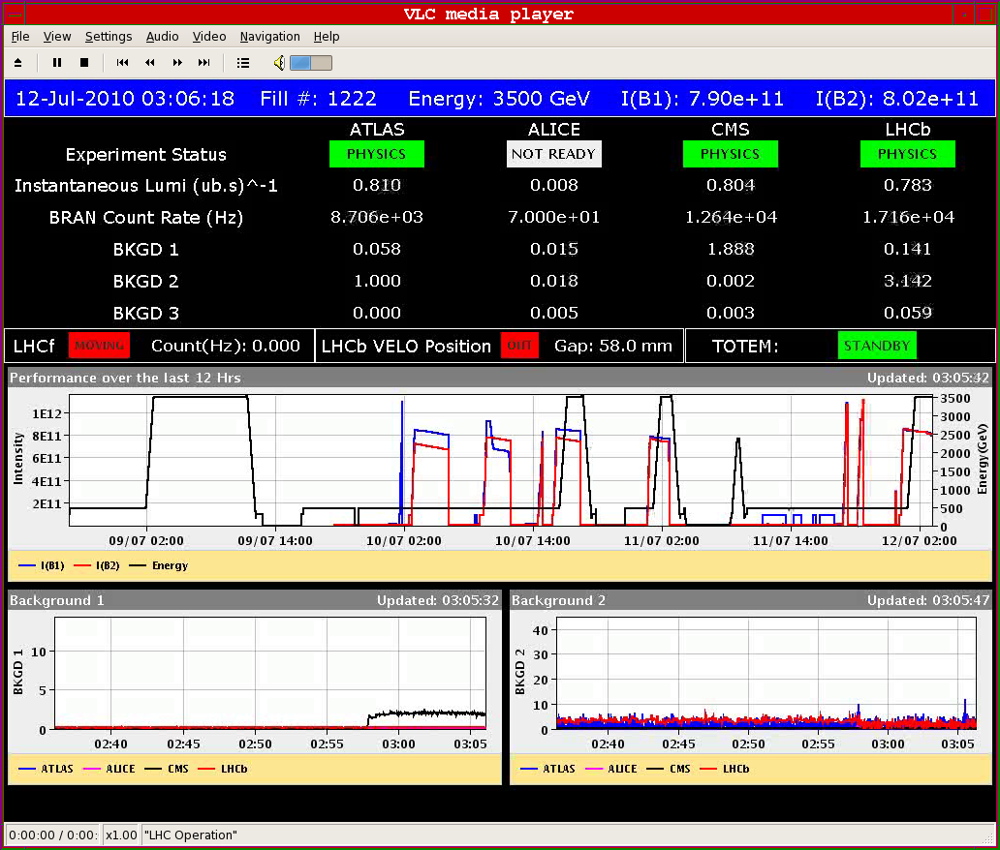 VLC media player
File View Settings Audio Video Navigation Help
12-Jul-2010 03:06:18 Fill #: 1222 Energy: 3500 GeV I(B1): 7.90e+11 I(B2): 8.02e+11
ATLAS ALICE CMS LHCb
Experiment Status PHYSICS NOT READY PHYSICS PHYSICS
Instantaneous Lumi (ub.s)^-1 0.810 0.008 0.804 0.783
BRAN Count Rate (Hz) 8.706e+03 7.000e+01 1.264e+04 1.716e+04
BKGD 1 0.058 0.015 1.888 0.141
BKGD 2 1.000 0.018 0.002 3.142
BKGD 3 0.000 0.005 0.003 0.059
LHCf MOVING Count(Hz): 0.000 LHCb VELO Position OUT Gap: 58.0 mm TOTEM: STANDBY
Performance over the last 12 Hrs Updated: 03:05:42
Intensity
1E12
8E11
6E11
4E11
2E11
3500
3000
2500
2000
1500
1000
500
0
Energy(GeV)
09/07 02:00 09/07 14:00 10/07 02:00 10/07 14:00 11/07 02:00 11/07 14:00 12/07 02:00
I(B1) I(B2) Energy
Background 1 Updated: 03:05:32
BKGD 1
10
5
0
02:40 02:45 02:50 02:55 03:00 03:05
ATLAS ALICE CMS LHCb
Background 2 Updated: 03:05:47
BKGD 2
40
30
20
10
0
02:40 02:45 02:50 02:55 03:00 03:05
ATLAS ALICE CMS LHCb
0:00:00 / 0:00: x1.00 "LHC Operation"